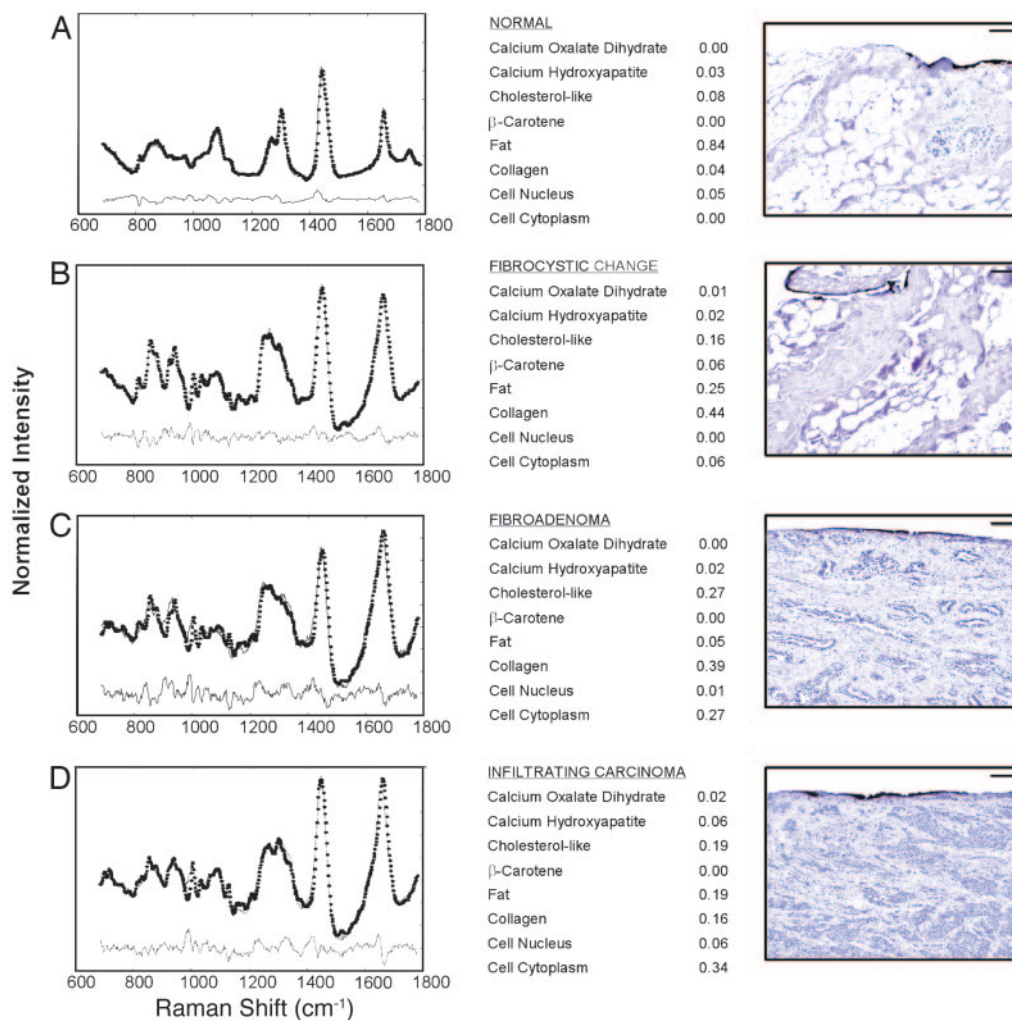 Normalized Intensity
A
600 800 1000 1200 1400 1600 1800
NORMAL
Calcium Oxalate Dihydrate 0.00
Calcium Hydroxyapatite 0.03
Cholesterol-like 0.08
β-Carotene 0.00
Fat 0.84
Collagen 0.04
Cell Nucleus 0.05
Cell Cytoplasm 0.00
B
600 800 1000 1200 1400 1600 1800
FIBROCYSTIC CHANGE
Calcium Oxalate Dihydrate 0.01
Calcium Hydroxyapatite 0.02
Cholesterol-like 0.16
β-Carotene 0.06
Fat 0.25
Collagen 0.44
Cell Nucleus 0.00
Cell Cytoplasm 0.06
C
600 800 1000 1200 1400 1600 1800
FIBROADENOMA
Calcium Oxalate Dihydrate 0.00
Calcium Hydroxyapatite 0.02
Cholesterol-like 0.27
β-Carotene 0.00
Fat 0.05
Collagen 0.39
Cell Nucleus 0.01
Cell Cytoplasm 0.27
D
600 800 1000 1200 1400 1600 1800
Raman Shift (cm⁻¹)
INFILTRATING CARCINOMA
Calcium Oxalate Dihydrate 0.02
Calcium Hydroxyapatite 0.06
Cholesterol-like 0.19
β-Carotene 0.00
Fat 0.19
Collagen 0.16
Cell Nucleus 0.06
Cell Cytoplasm 0.34